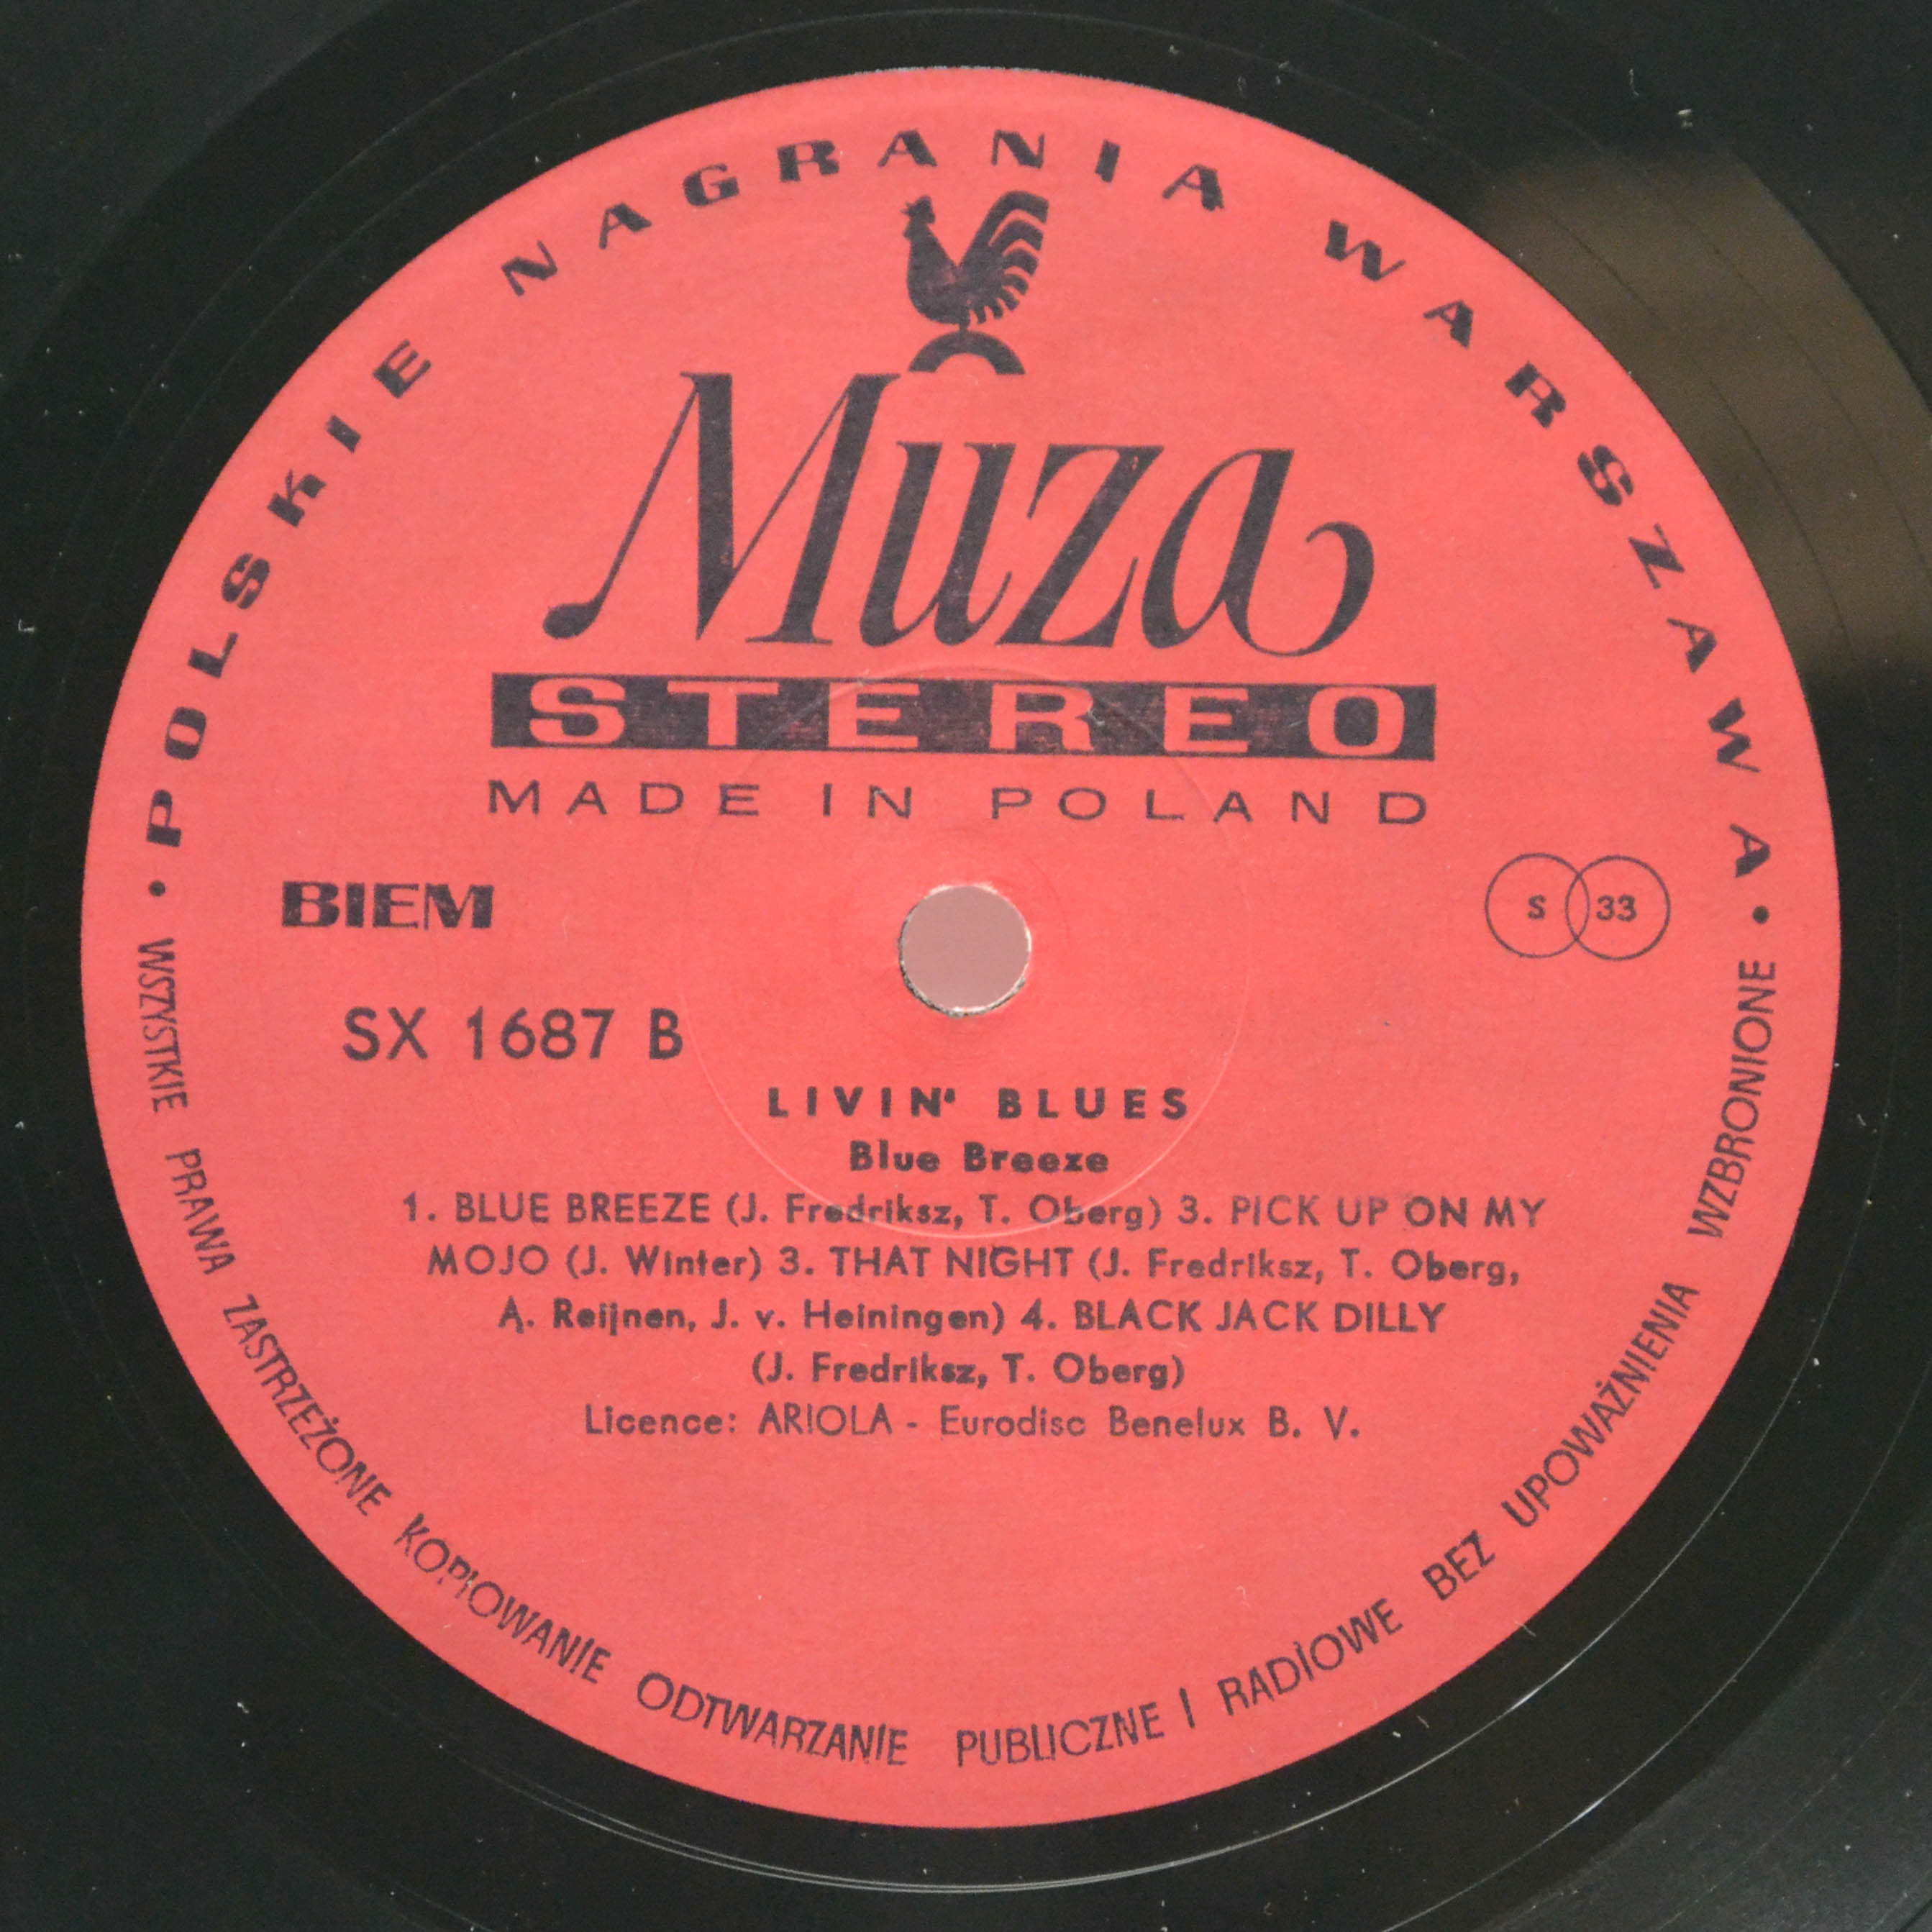 • POLSKIE NAGRANIA WARSZAWA •
Muza
STEREO
MADE IN POLAND
BIEM
S 33
SX 1687 B
LIVIN' BLUES
Blue Breeze
1. BLUE BREEZE (J. Fredriksz, T. Oberg) 3. PICK UP ON MY
MOJO (J. Winter) 3. THAT NIGHT (J. Fredriksz, T. Oberg,
A. Reijnen, J. v. Heiningen) 4. BLACK JACK DILLY
(J. Fredriksz, T. Oberg)
Licence: ARIOLA - Eurodisc Benelux B. V.
WSZYSTKIE PRAWA ZASTRZEŻONE KOPIOWANIE ODTWARZANIE PUBLICZNE I RADIOWE BEZ UPOWAŻNIENIA WZBRONIONE